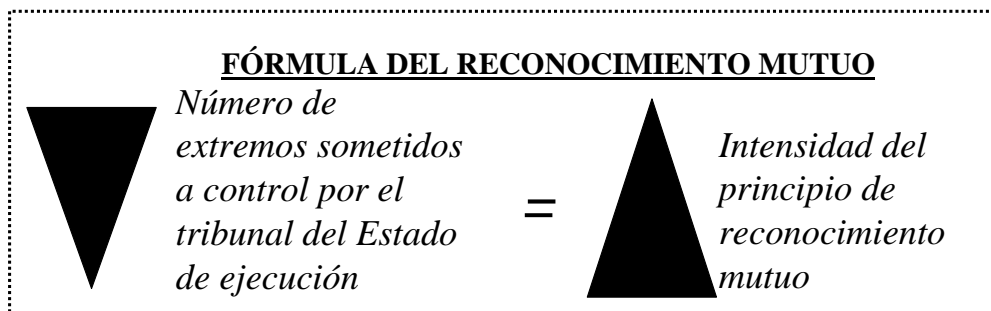 FÓRMULA DEL RECONOCIMIENTO MUTUO
Número de
extremos sometidos
a control por el
tribunal del Estado
de ejecución
=
Intensidad del
principio de
reconocimiento
mutuo